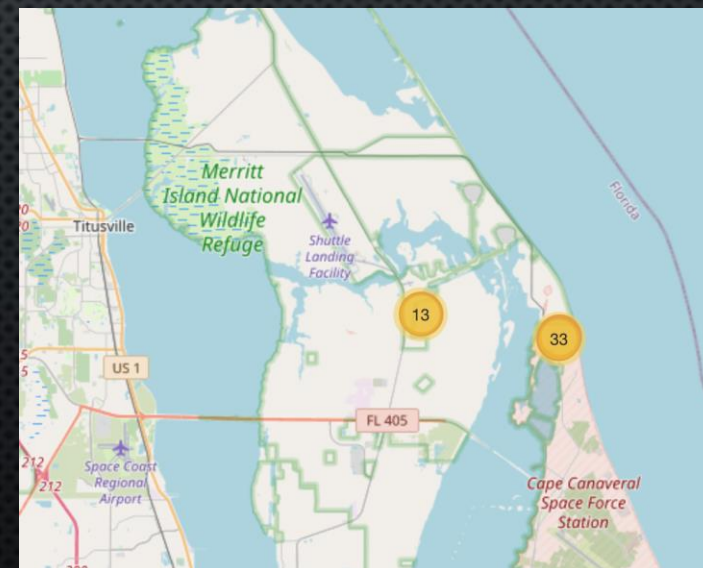 Merritt
Island National
Wildlife
Refuge
Titusville
Shuttle
Landing
Facility
Florida
13
33
US 1
FL 405
Space Coast
Regional
Airport
212
212
Cape Canaveral
Space Force
Station